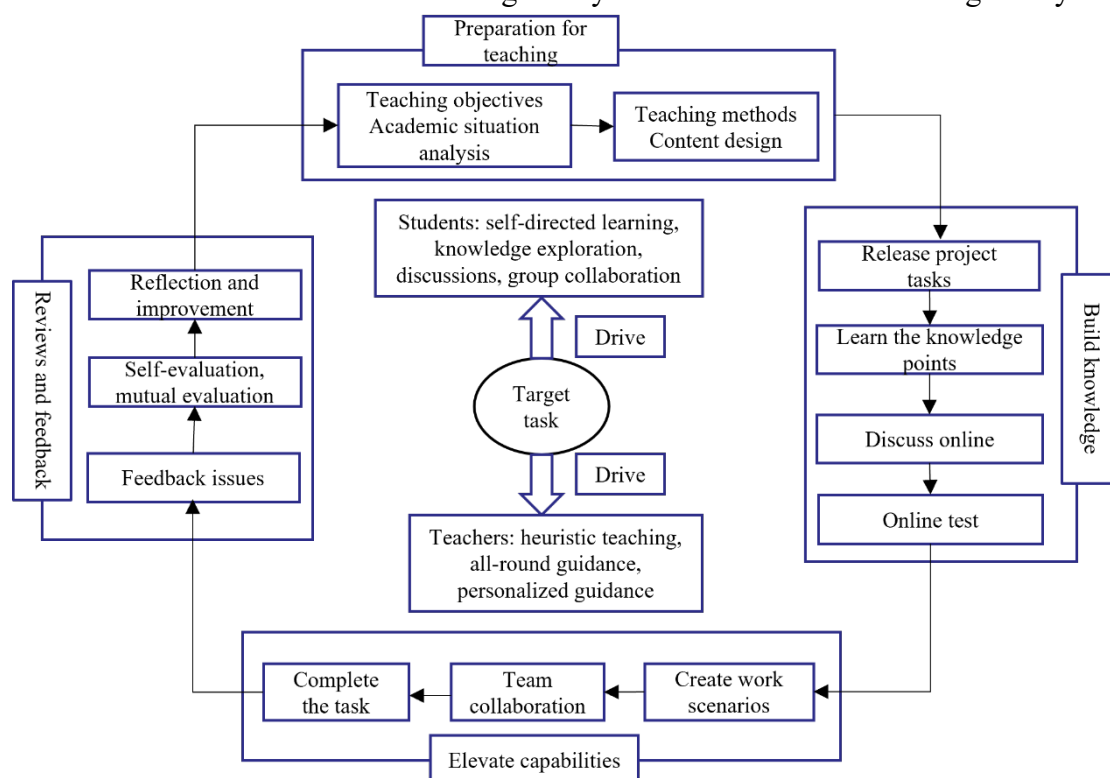 Preparation for
teaching
Teaching objectives
Academic situation
analysis
Teaching methods
Content design
Students: self-directed learning,
knowledge exploration,
discussions, group collaboration
Drive
Target
task
Drive
Teachers: heuristic teaching,
all-round guidance,
personalized guidance
Release project
tasks
Learn the knowledge
points
Discuss online
Online test
Build knowledge
Create work
scenarios
Team
collaboration
Complete
the task
Elevate capabilities
Feedback issues
Self-evaluation,
mutual evaluation
Reflection and
improvement
Reviews and feedback